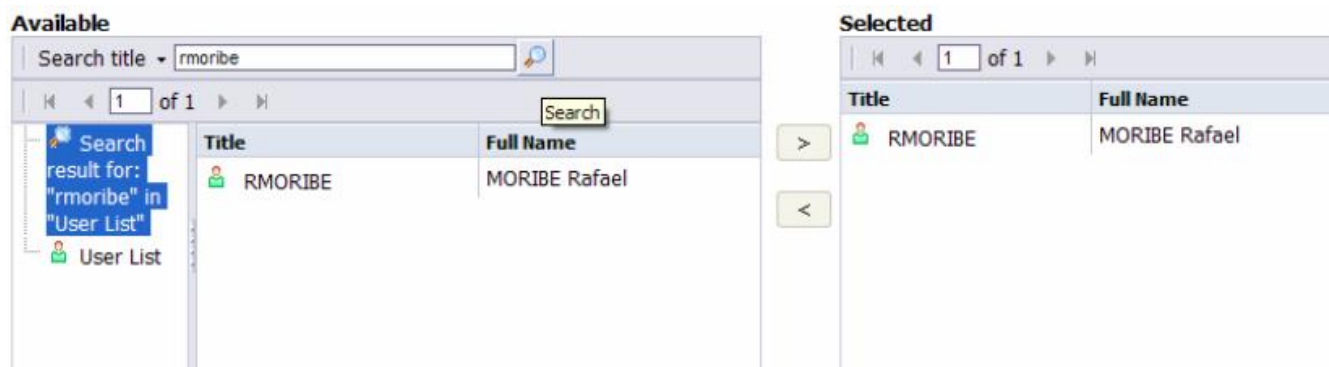 Available
Search title rmoribe
1 of 1
Search
Search
result for:
"rmoribe" in
"User List"
User List
Title Full Name
RMORIBE MORIBE Rafael
>
<
Selected
1 of 1
Title Full Name
RMORIBE MORIBE Rafael